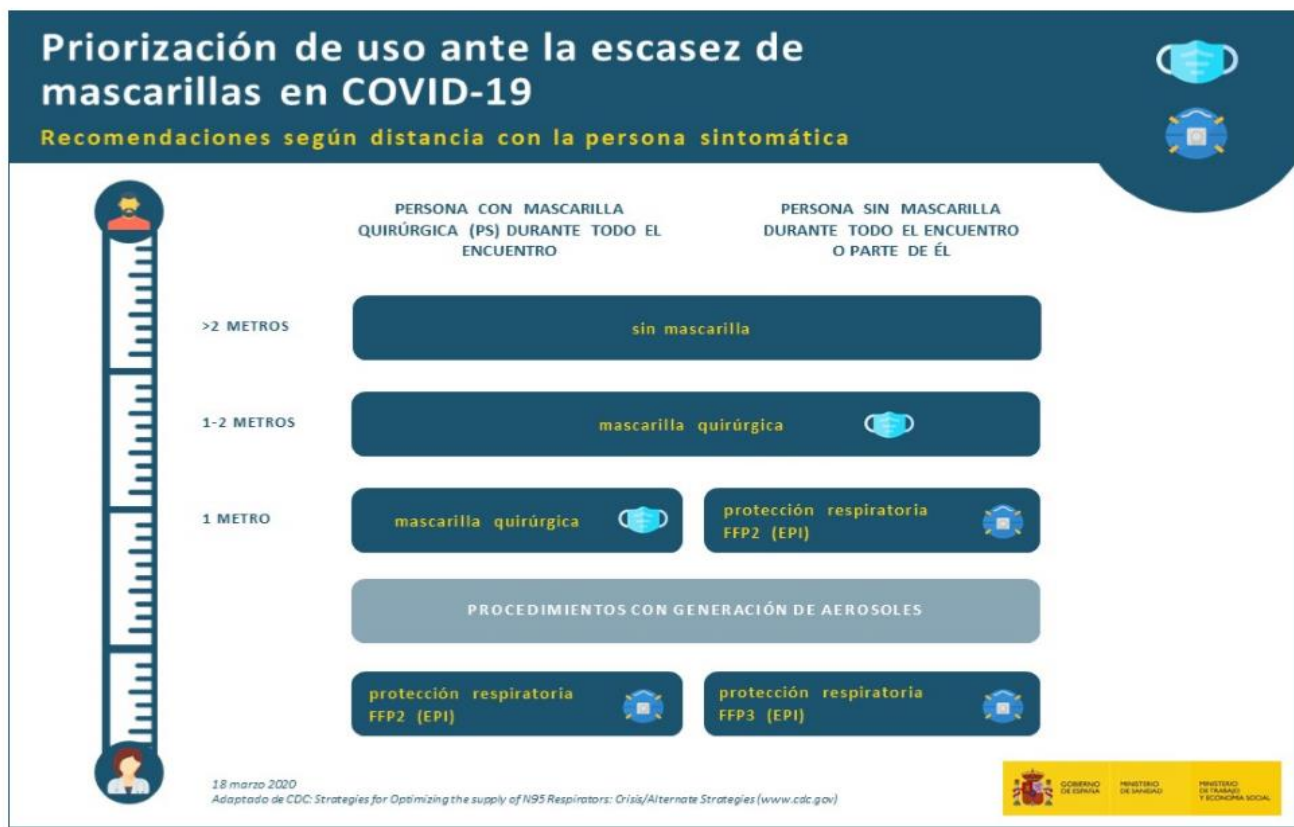 Priorización de uso ante la escasez de
mascarillas en COVID-19
Recomendaciones según distancia con la persona sintomática
PERSONA CON MASCARILLA
QUIRÚRGICA (PS) DURANTE TODO EL
ENCUENTRO
PERSONA SIN MASCARILLA
DURANTE TODO EL ENCUENTRO
O PARTE DE ÉL
>2 METROS
sin mascarilla
1-2 METROS
mascarilla quirúrgica
1 METRO
mascarilla quirúrgica
protección respiratoria
FFP2 (EPI)
PROCEDIMIENTOS CON GENERACIÓN DE AEROSOLES
protección respiratoria
FFP2 (EPI)
protección respiratoria
FFP3 (EPI)
18 marzo 2020
Adaptado de CDC: Strategies for Optimizing the supply of N95 Respirators: Crisis/Alternate Strategies (www.cdc.gov)
GOBIERNO
DE ESPAÑA
MINISTERIO
DE SANIDAD
MINISTERIO
DE TRABAJO
Y ECONOMÍA SOCIAL